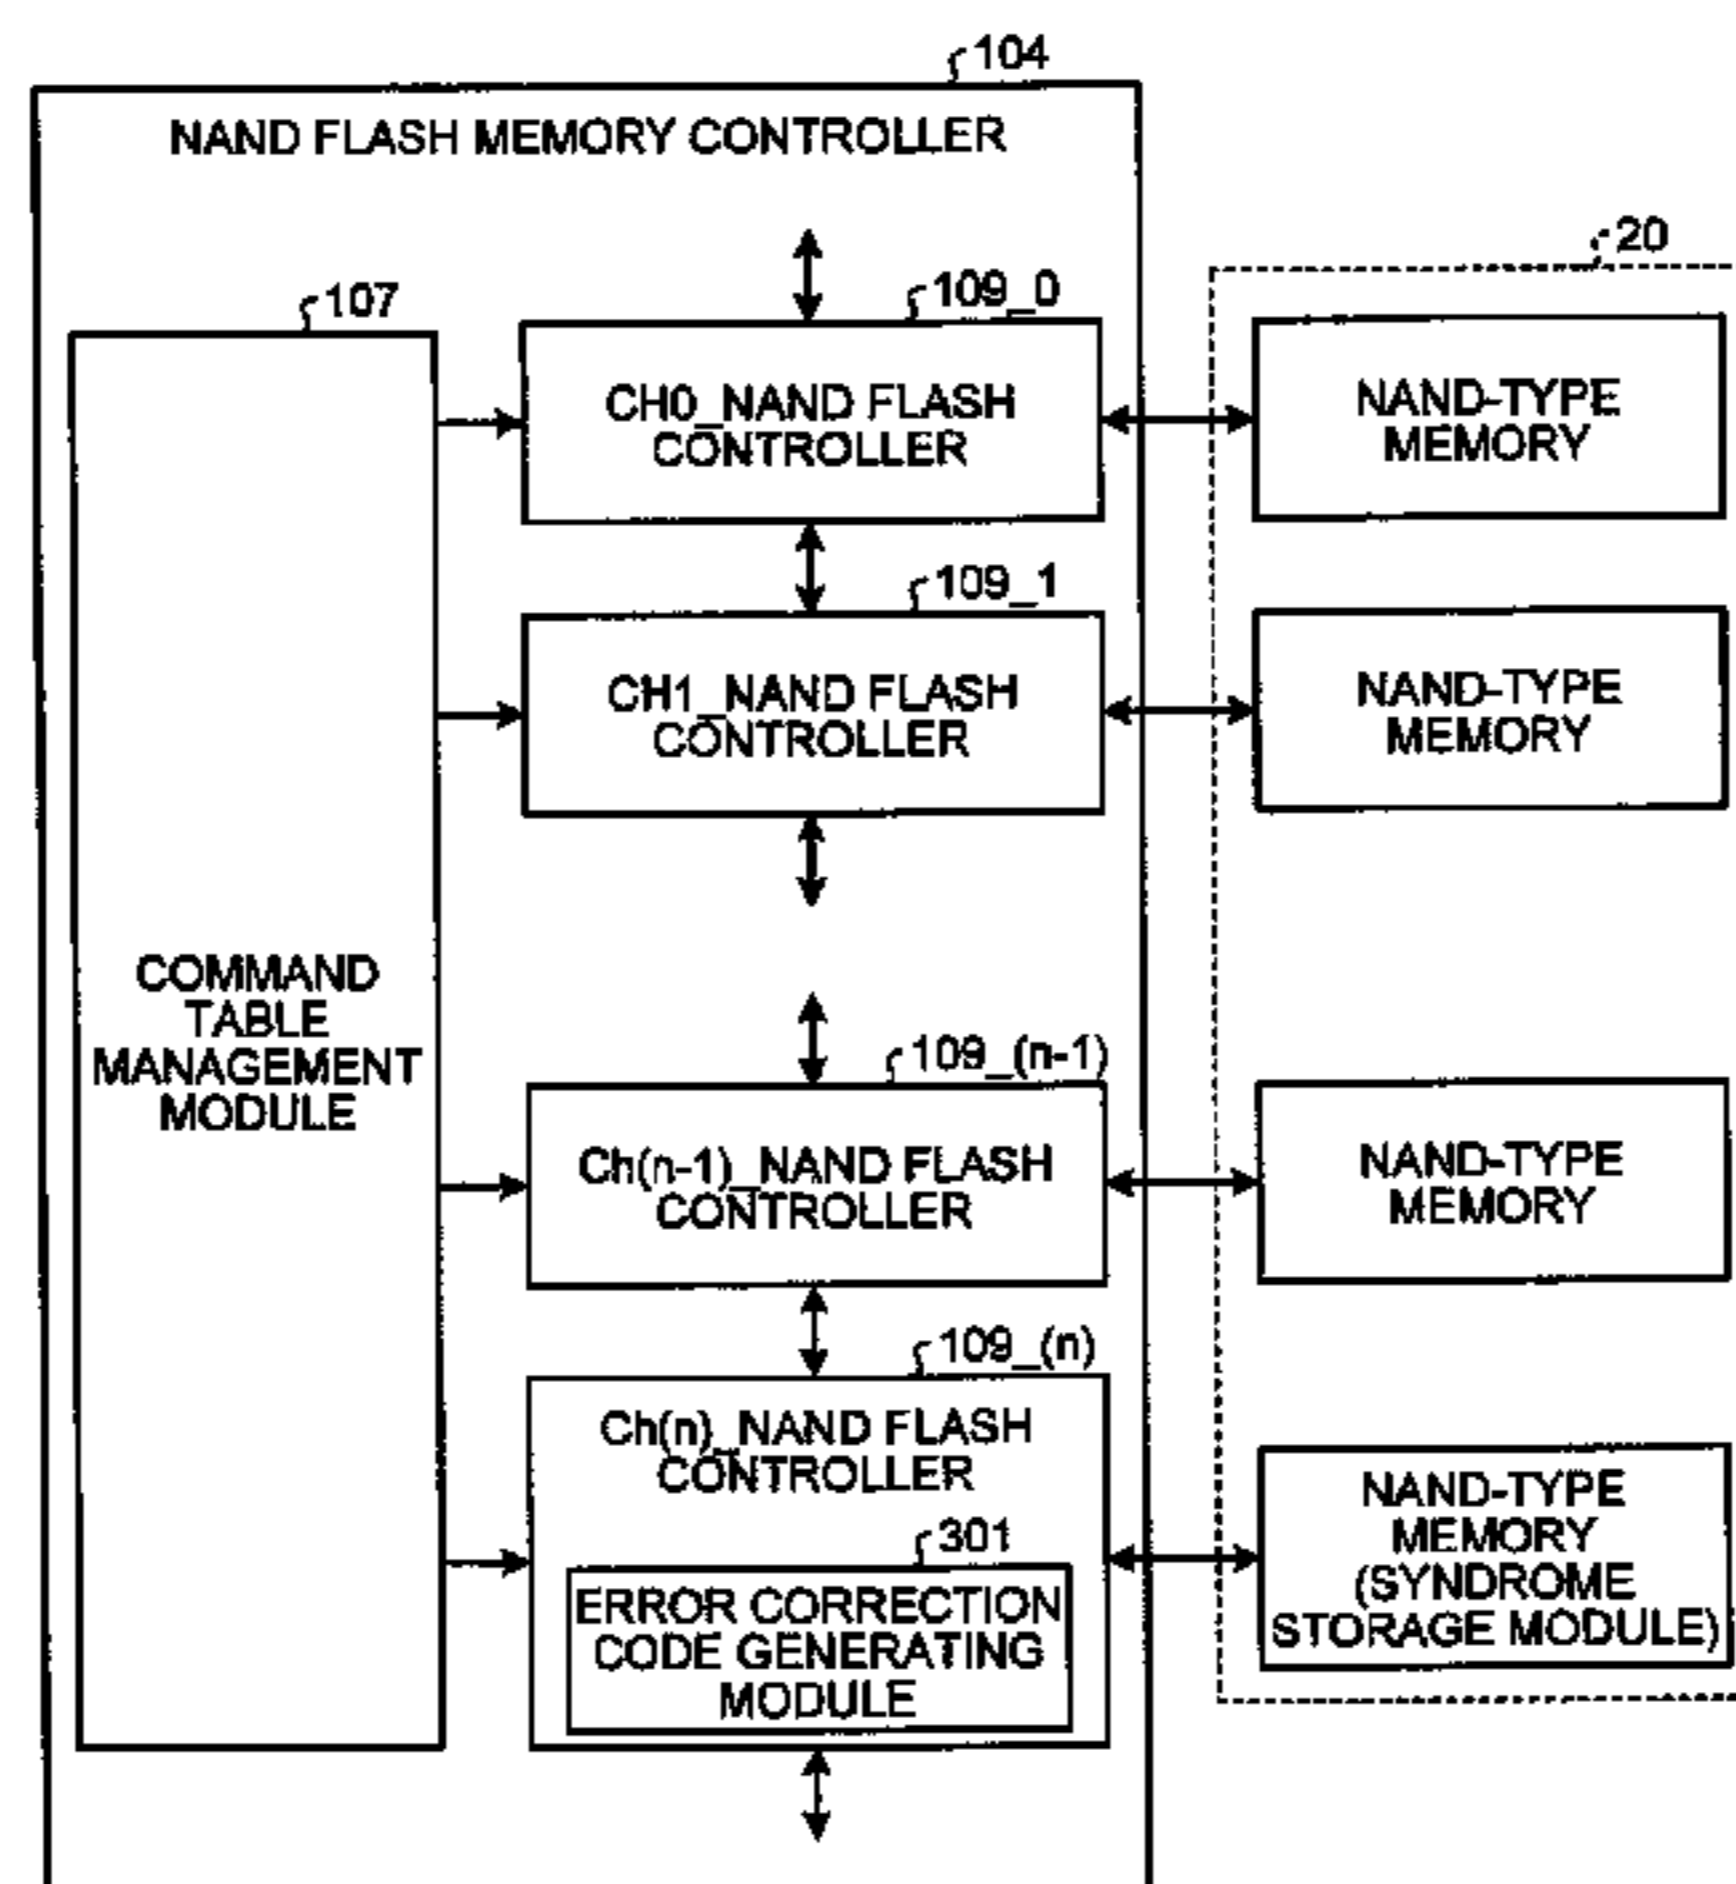 104
NAND FLASH MEMORY CONTROLLER
20
107
109_0
CH0_NAND FLASH
CONTROLLER
NAND-TYPE
MEMORY
109_1
CH1_NAND FLASH
CONTROLLER
NAND-TYPE
MEMORY
COMMAND
TABLE
MANAGEMENT
MODULE
109_(n-1)
Ch(n-1)_NAND FLASH
CONTROLLER
NAND-TYPE
MEMORY
109_(n)
Ch(n)_NAND FLASH
CONTROLLER
301
ERROR CORRECTION
CODE GENERATING
MODULE
NAND-TYPE
MEMORY
(SYNDROME
STORAGE MODULE)